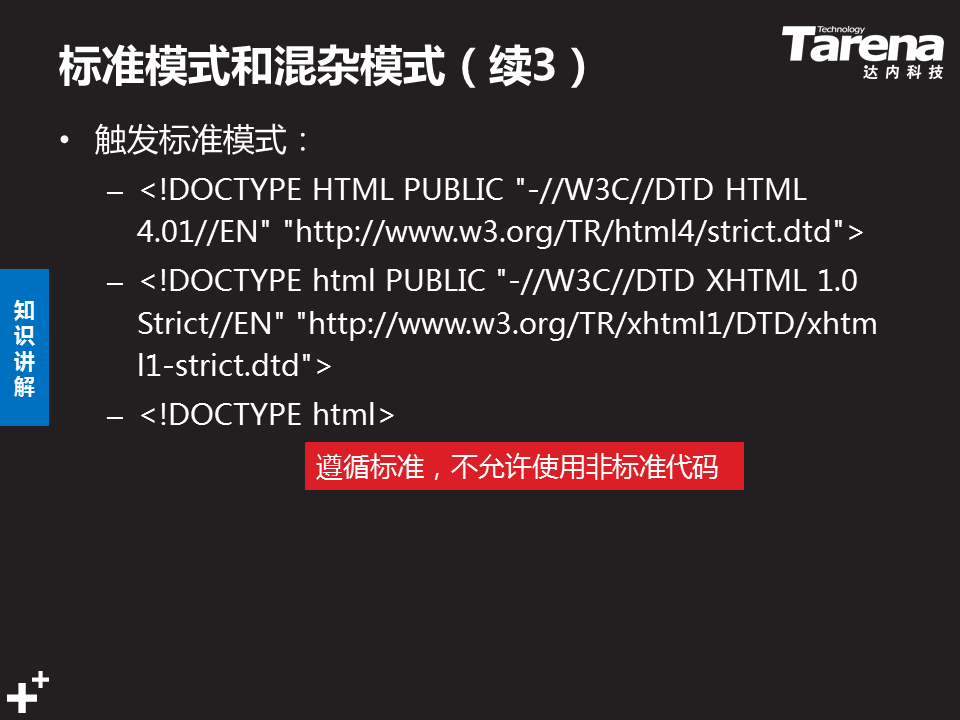 标准模式和混杂模式（续3）
Technology
Tarena
达内科技
• 触发标准模式：
– <!DOCTYPE HTML PUBLIC "-//W3C//DTD HTML
4.01//EN" "http://www.w3.org/TR/html4/strict.dtd">
– <!DOCTYPE html PUBLIC "-//W3C//DTD XHTML 1.0
Strict//EN" "http://www.w3.org/TR/xhtml1/DTD/xhtm
l1-strict.dtd">
– <!DOCTYPE html>
遵循标准，不允许使用非标准代码
知
识
讲
解